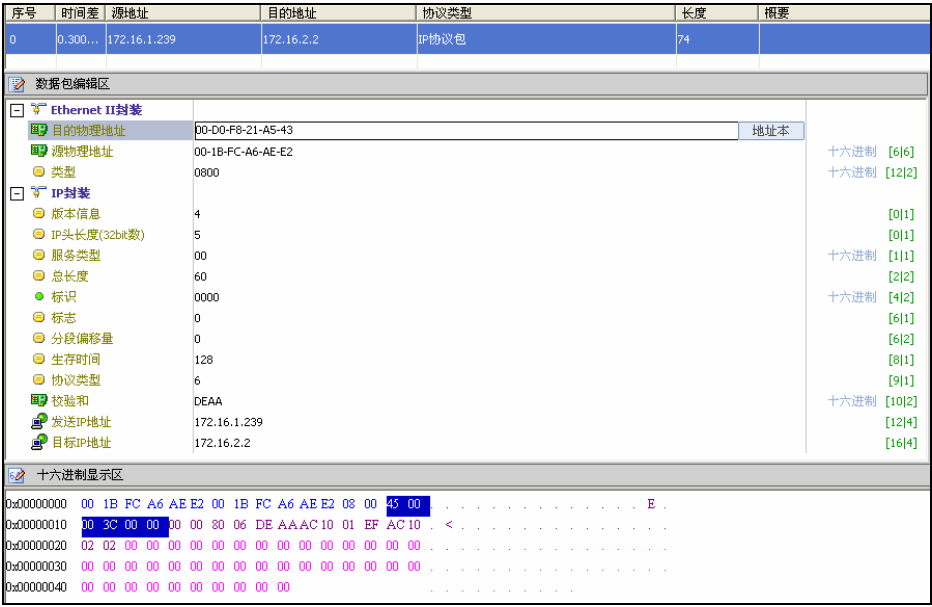 序号 时间差 源地址 目的地址 协议类型 长度 概要
0 0.300... 172.16.1.239 172.16.2.2 IP协议包 74
数据包编辑区
Ethernet II封装
目的物理地址 00-D0-F8-21-A5-43 地址本
源物理地址 00-1B-FC-A6-AE-E2 十六进制 [6|6]
类型 0800 十六进制 [12|2]
IP封装
版本信息 4 [0|1]
IP头长度(32bit数) 5 [0|1]
服务类型 00 十六进制 [1|1]
总长度 60 [2|2]
标识 0000 十六进制 [4|2]
标志 0 [6|1]
分段偏移量 0 [6|2]
生存时间 128 [8|1]
协议类型 6 [9|1]
校验和 DEAA 十六进制 [10|2]
发送IP地址 172.16.1.239 [12|4]
目标IP地址 172.16.2.2 [16|4]
十六进制显示区
0x00000000 00 1B FC A6 AE E2 00 1B FC A6 AE E2 08 00 45 00 . . . . . . . . . . . . . . E .
0x00000010 00 3C 00 00 00 00 80 06 DE AA AC 10 01 EF AC 10 . < . . . . . . . . . . . . . .
0x00000020 02 02 00 00 00 00 00 00 00 00 00 00 00 00 00 00 . . . . . . . . . . . . . . . .
0x00000030 00 00 00 00 00 00 00 00 00 00 00 00 00 00 00 00 . . . . . . . . . . . . . . . .
0x00000040 00 00 00 00 00 00 00 00 00 00 . . . . . . . . . .